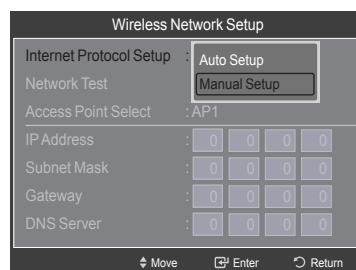 Wireless Network Setup
Internet Protocol Setup : Auto Setup
Manual Setup
Network Test
Access Point Select : AP1
IP Address : 0 0 0 0
Subnet Mask : 0 0 0 0
Gateway : 0 0 0 0
DNS Server : 0 0 0 0
Move Enter Return